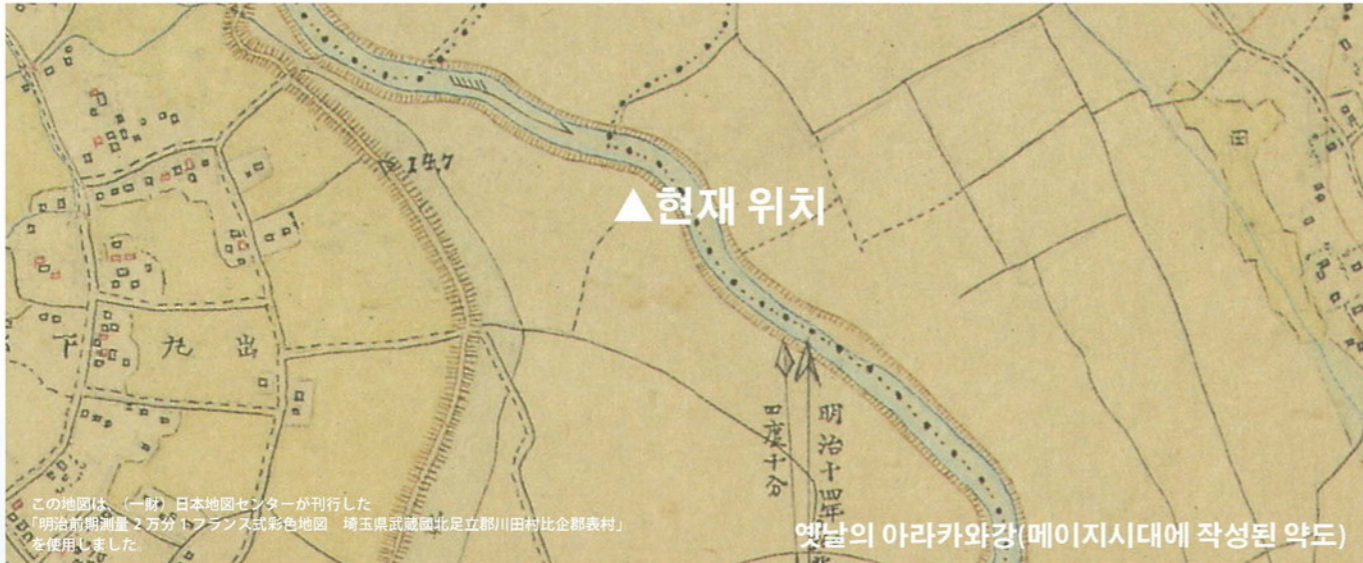 田
14.7
▲현재 위치
下 丸 出
明治十四年
四度十分
この地図は、（一財）日本地図センターが刊行した
「明治前期測量２万分１フランス式彩色地図　埼玉県武蔵國北足立郡川田村比企郡表村」
を使用しました。
옛날의 아라카와강(메이지시대에 작성된 약도)